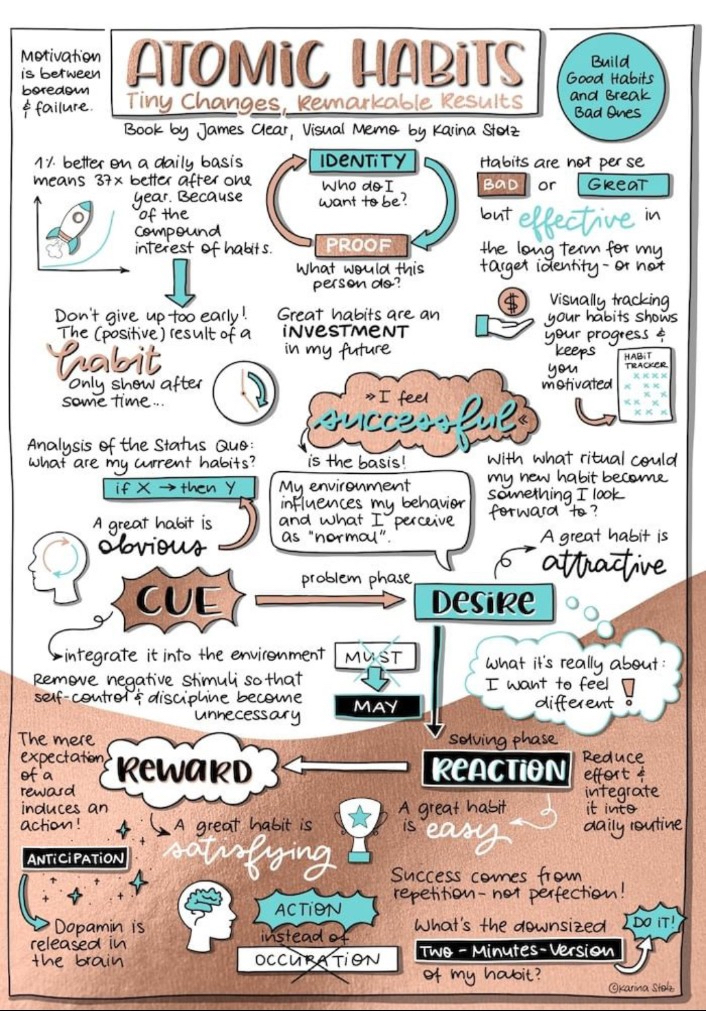 Motivation
is between
boredom
& failure.
ATOMIC HABITS
Tiny Changes, Remarkable Results
Build
Good Habits
and Break
Bad Ones
Book by James Clear, Visual Memo by Karina Stolz
1% better on a daily basis
means 37x better after one
year. Because
of the
compound
interest of habits.
IDENTITY
Who do I
want to be?
PROOF
What would this
person do?
Habits are not per se
BAD or GREAT
but effective in
the long term for my
target identity - or not
Don't give up too early!
The (positive) result of a
habit
Only show after
some time...
Great habits are an
INVESTMENT
in my future
$
Visually tracking
your habits shows
your progress &
keeps
you
motivated
HABIT
TRACKER
x x x x
x x x
x x
x x x
»I feel
successful«
is the basis!
Analysis of the Status Quo:
What are my current habits?
if X → then Y
A great habit is
obvious
My environment
influences my behavior
and what I perceive
as "normal".
With what ritual could
my new habit become
something I look
forward to?
A great habit is
attractive
CUE
problem phase
DESIRE
integrate it into the environment
Remove negative stimuli so that
self-control & discipline become
unnecessary
MUST
MAY
What it's really about:
I want to feel
different !
The mere
expectation
of a
reward
induces an
action!
REWARD
solving phase
REACTION
Reduce
effort &
integrate
it into
daily routine
A great habit is
satisfying
A great habit
is easy
ANTICIPATION
Dopamin is
released in
the brain
ACTION
instead of
OCCUPATION
Success comes from
repetition - not perfection!
What's the downsized
Two-Minutes-Version
of my habit?
DO IT!
©Karina Stolz